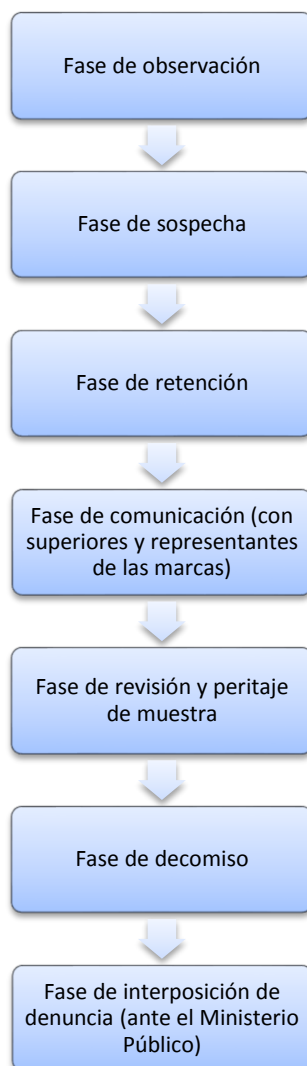 Fase de observación
Fase de sospecha
Fase de retención
Fase de comunicación (con
superiores y representantes
de las marcas)
Fase de revisión y peritaje
de muestra
Fase de decomiso
Fase de interposición de
denuncia (ante el Ministerio
Público)